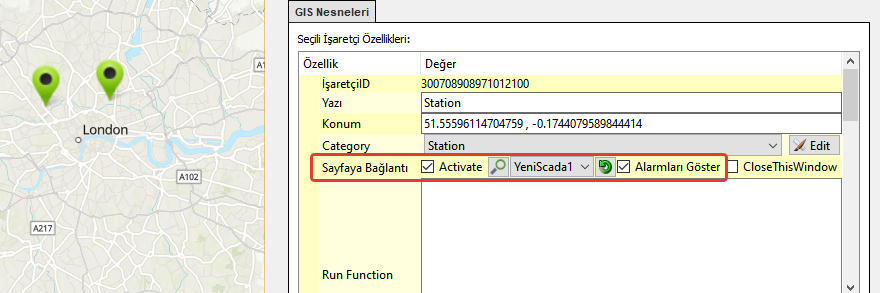 GIS Nesneleri
Seçili İşaretçi Özellikleri:
Özellik Değer
İşaretçiID 300708908971012100
Yazı Station
Konum 51.55596114704759 , -0.1744079589844414
Category Station Edit
Sayfaya Bağlantı Activate YeniScada1 Alarmları Göster CloseThisWindow
Run Function
London
A102
A217